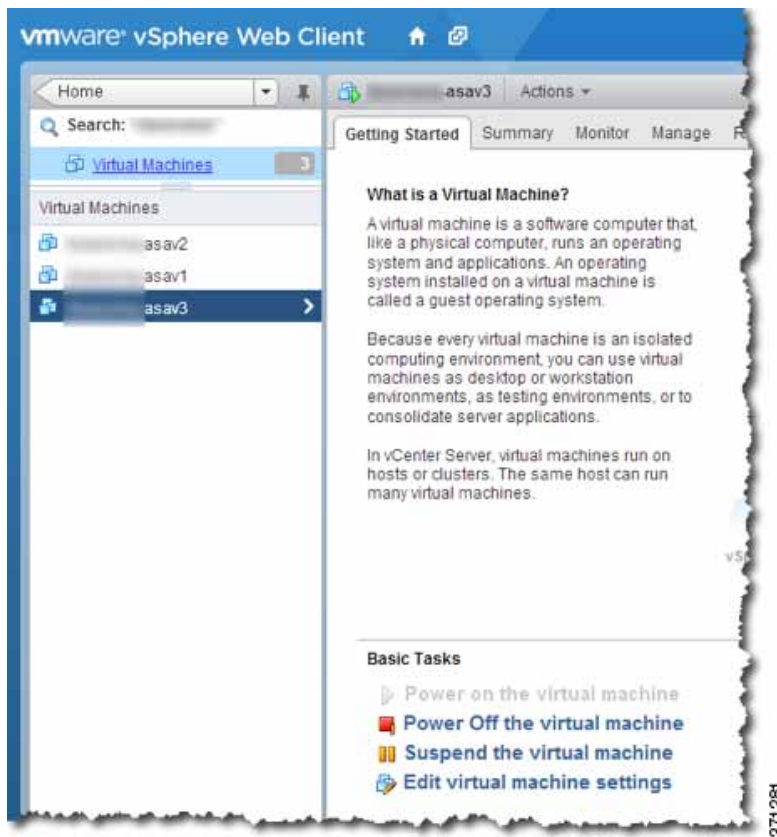 vmware® vSphere Web Client
Home
Search:
Virtual Machines 3
Virtual Machines
asav2
asav1
asav3
asav3 Actions
Getting Started Summary Monitor Manage
What is a Virtual Machine?
A virtual machine is a software computer that,
like a physical computer, runs an operating
system and applications. An operating
system installed on a virtual machine is
called a guest operating system.
Because every virtual machine is an isolated
computing environment, you can use virtual
machines as desktop or workstation
environments, as testing environments, or to
consolidate server applications.
In vCenter Server, virtual machines run on
hosts or clusters. The same host can run
many virtual machines.
Basic Tasks
Power on the virtual machine
Power Off the virtual machine
Suspend the virtual machine
Edit virtual machine settings